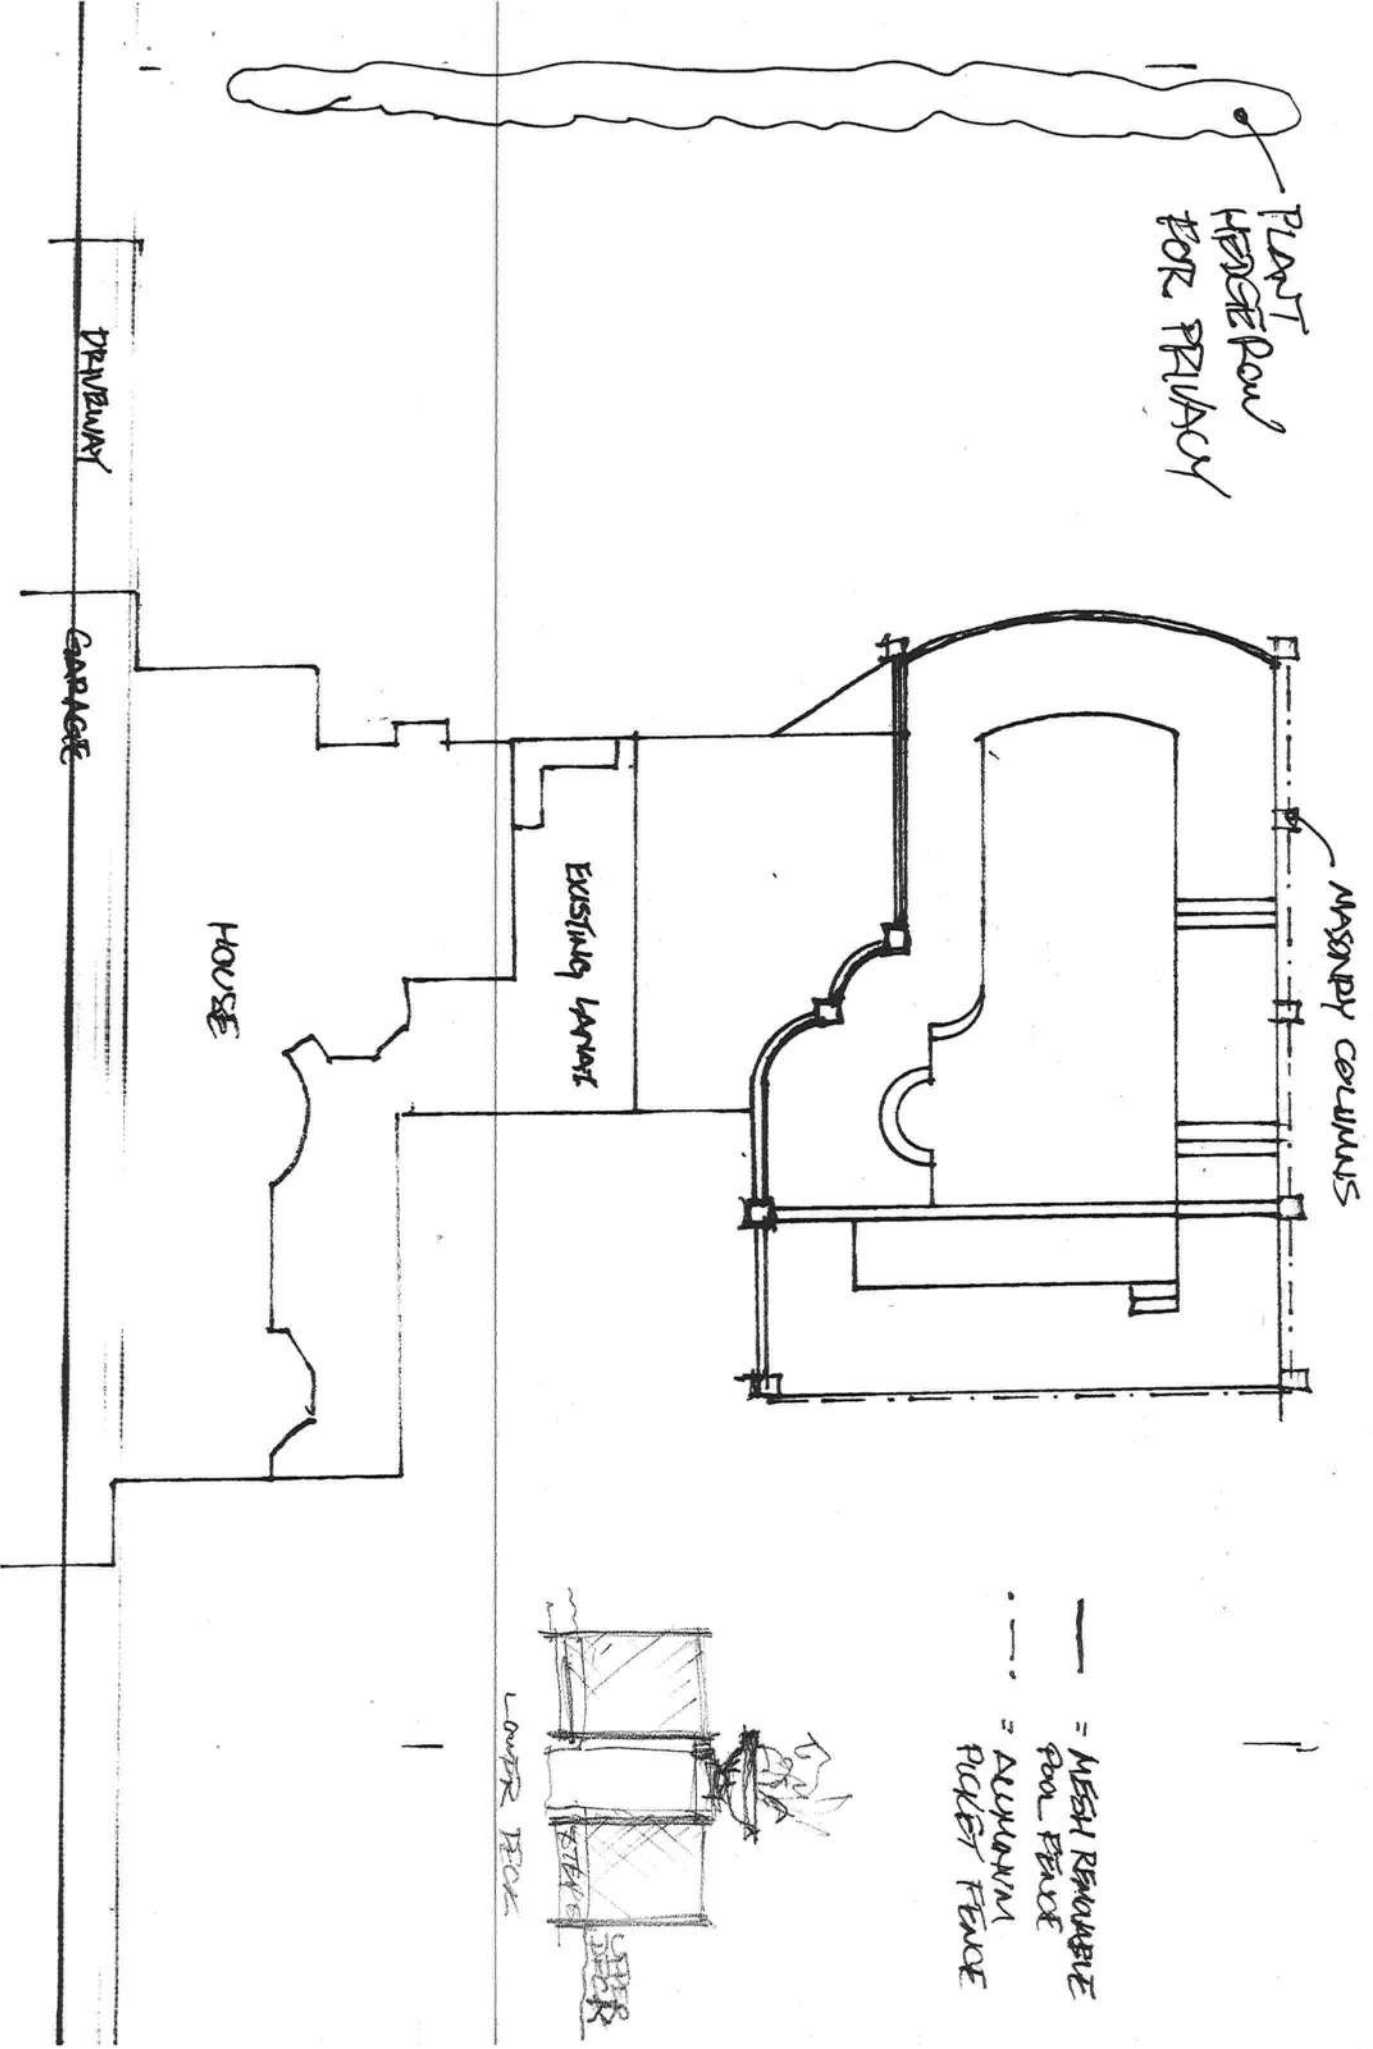 PLANT
HEDGEROW
FOR PRIVACY
MASONRY COLUMNS
DRIVEWAY
GARAGE
HOUSE
EXISTING LANAI
= MESH REMOVABLE
POOL FENCE
= ALUMINUM
PICKET FENCE
STEPS
UPPER
DECK
LOWER DECK